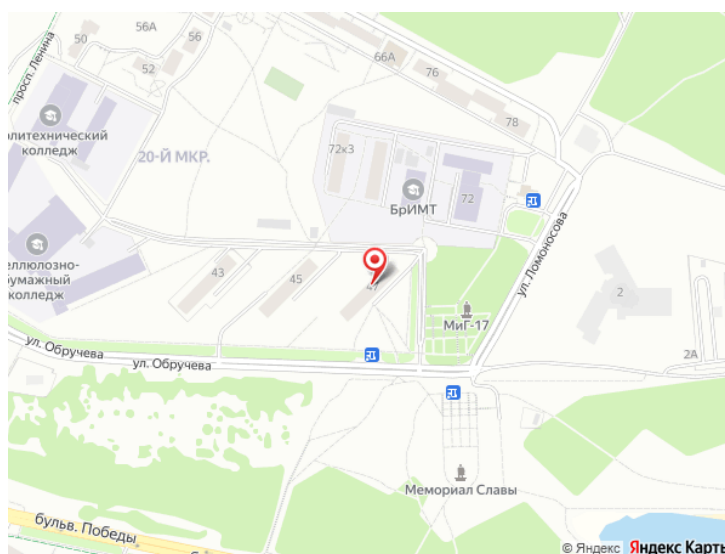 56А
50
56
52
66А
76
78
просп. Ленина
олитехнический
колледж
20-Й МКР.
72к3
72
БрИМТ
ул. Ломоносова
еллюлозно-
бумажный
колледж
43
45
47
2
МиГ-17
2А
ул. Обручева
ул. Обручева
Мемориал Славы
бульв. Победы
© Яндекс Яндекс Карты